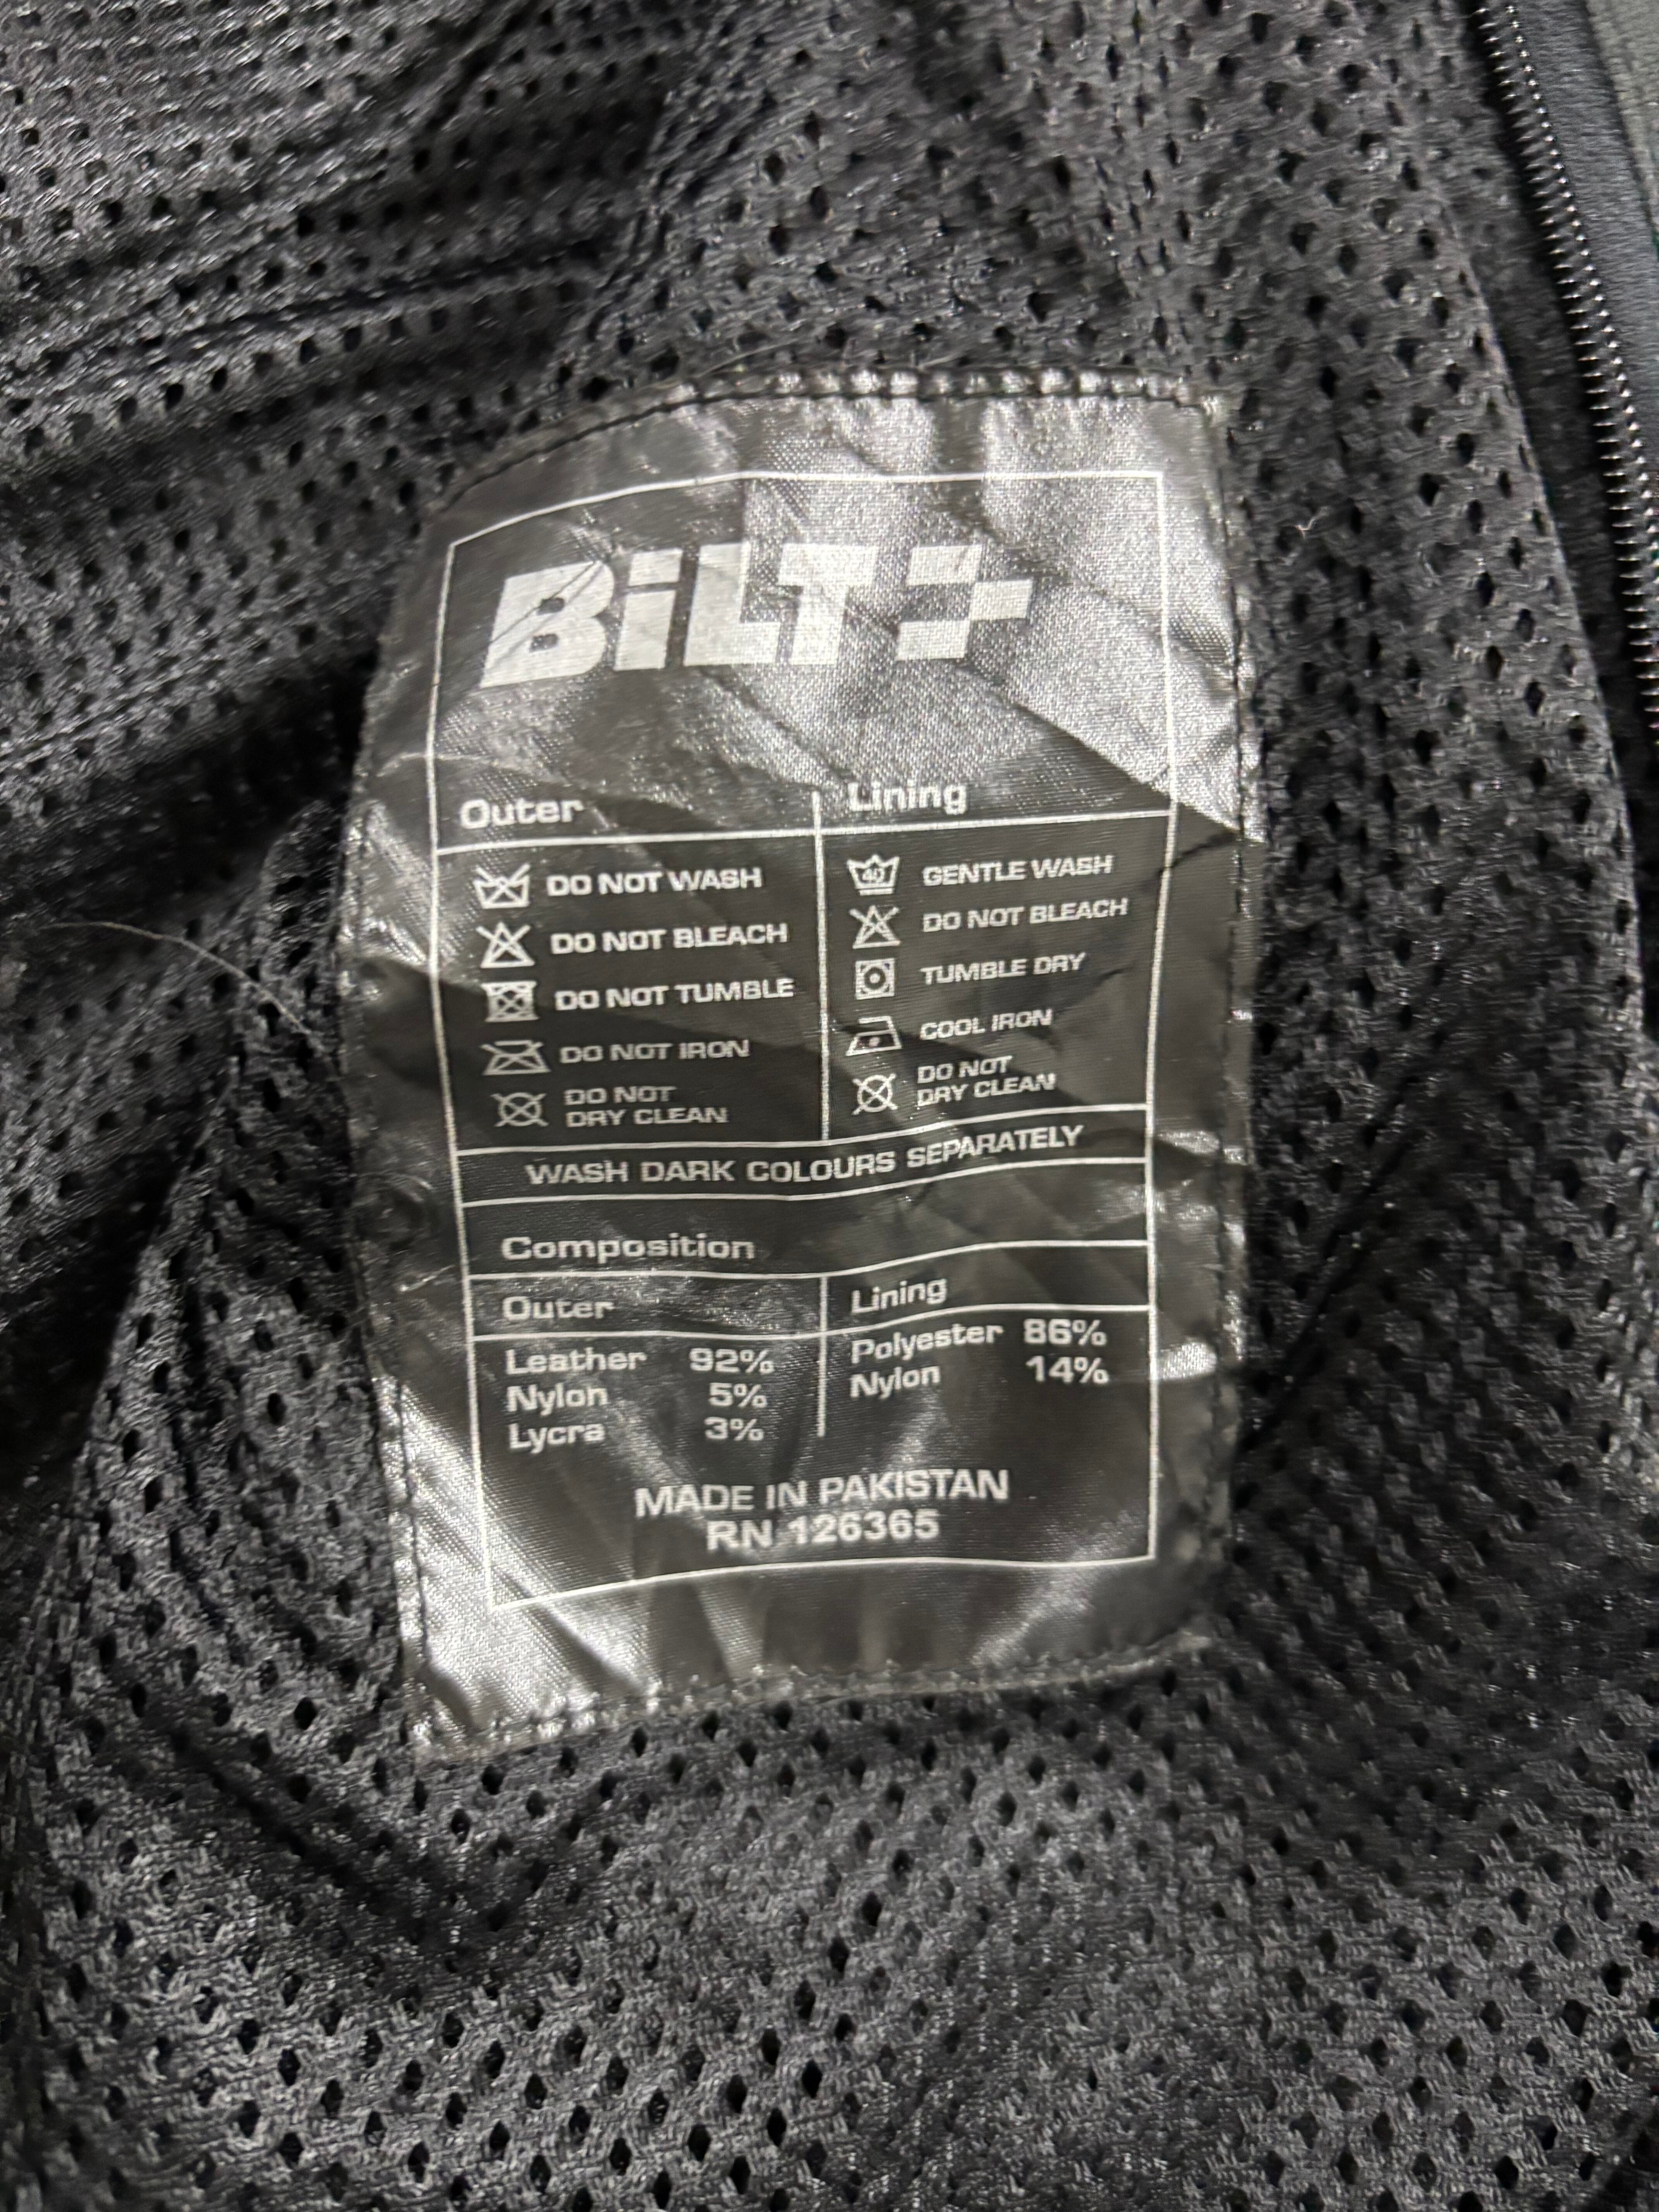 BiLT
Outer Lining
DO NOT WASH 40 GENTLE WASH
DO NOT BLEACH DO NOT BLEACH
DO NOT TUMBLE TUMBLE DRY
DO NOT IRON COOL IRON
DO NOT DO NOT
DRY CLEAN DRY CLEAN
WASH DARK COLOURS SEPARATELY
Composition
Outer Lining
Leather 92% Polyester 86%
Nylon 5% Nylon 14%
Lycra 3%
MADE IN PAKISTAN
RN 126365